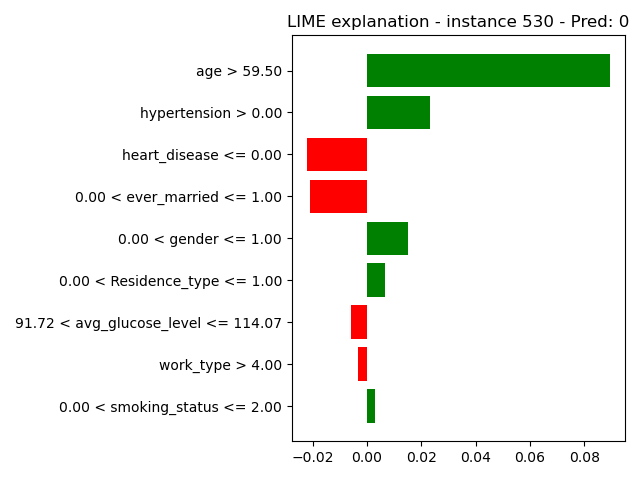 LIME explanation - instance 530 - Pred: 0
age > 59.50
hypertension > 0.00
heart_disease <= 0.00
0.00 < ever_married <= 1.00
0.00 < gender <= 1.00
0.00 < Residence_type <= 1.00
91.72 < avg_glucose_level <= 114.07
work_type > 4.00
0.00 < smoking_status <= 2.00
−0.02 0.00 0.02 0.04 0.06 0.08